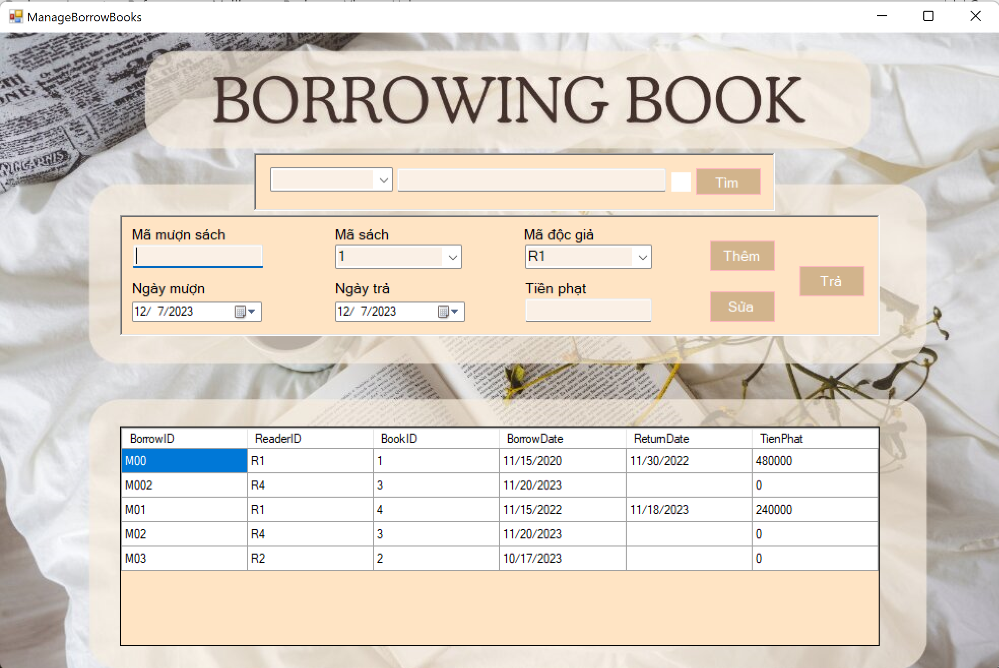 ManageBorrowBooks
BORROWING BOOK
Tìm
Mã mượn sách Mã sách Mã độc giả
1 R1 Thêm
Trả
Ngày mượn Ngày trả Tiền phạt
12/ 7/2023 12/ 7/2023 Sửa
BorrowID ReaderID BookID BorrowDate ReturnDate TienPhat
M00 R1 1 11/15/2020 11/30/2022 480000
M002 R4 3 11/20/2023 0
M01 R1 4 11/15/2022 11/18/2023 240000
M02 R4 3 11/20/2023 0
M03 R2 2 10/17/2023 0